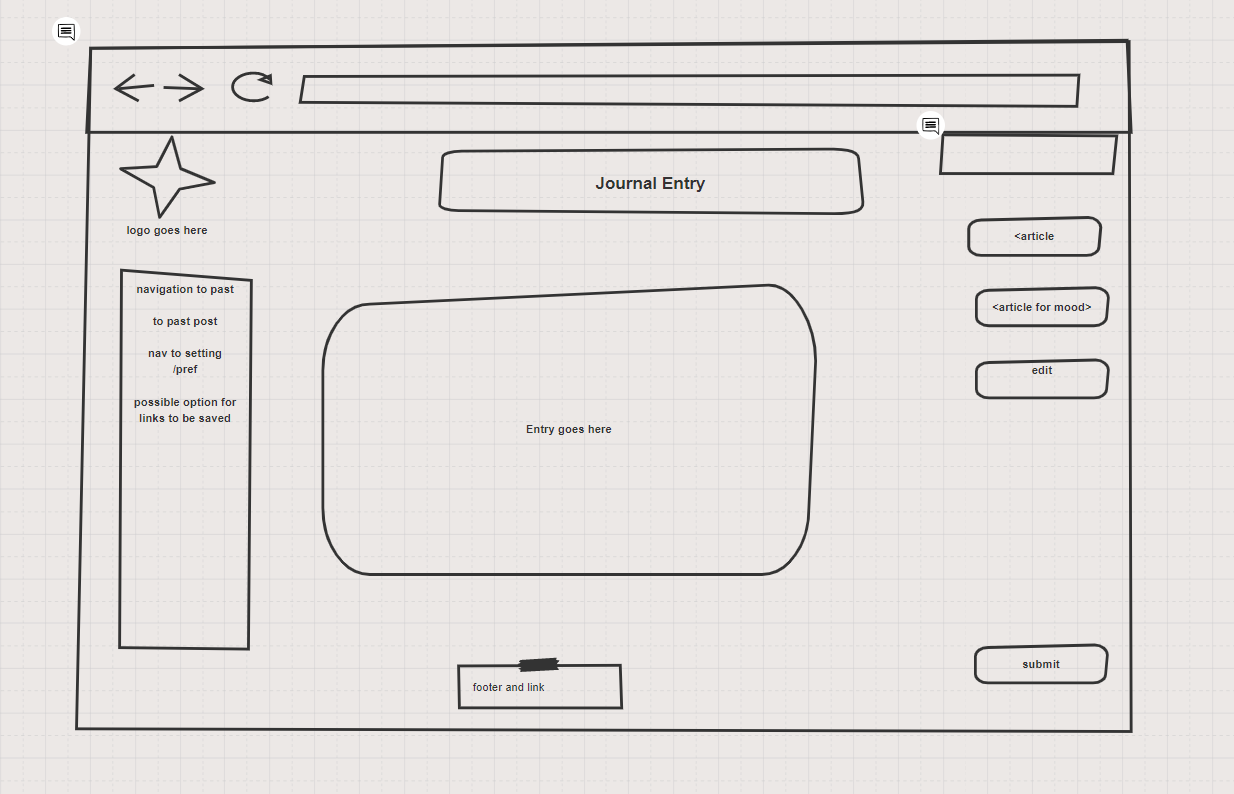 Journal Entry
logo goes here
<article
navigation to past
to past post
nav to setting
/pref
possible option for
links to be saved
<article for mood>
edit
Entry goes here
submit
footer and link